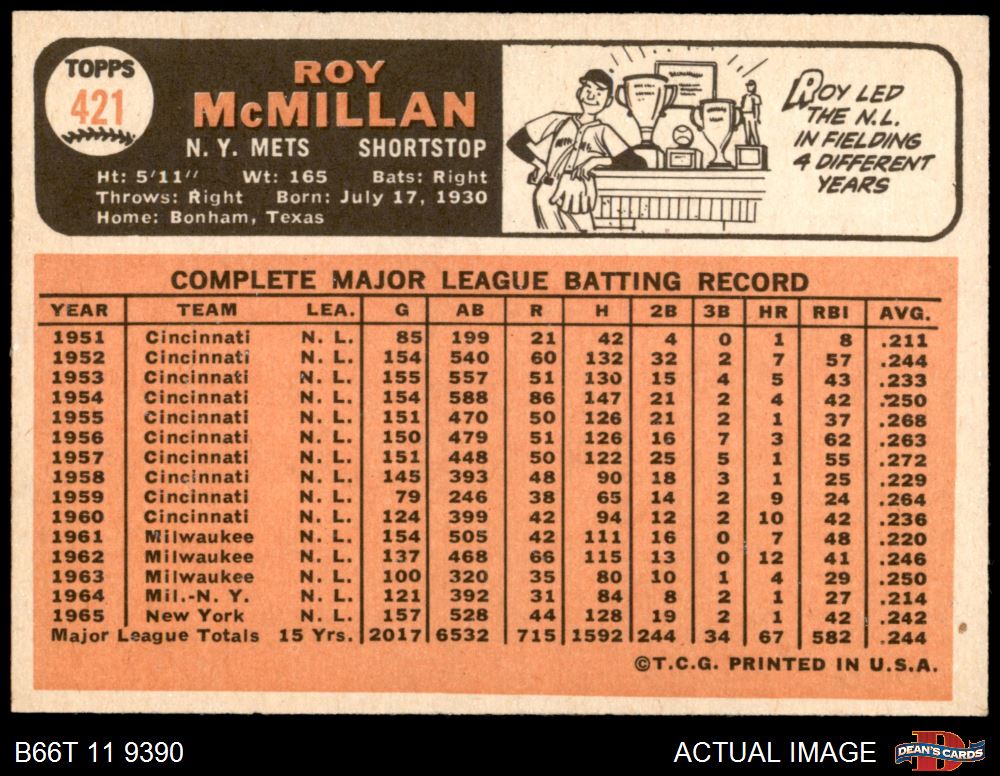 TOPPS
421
ROY
McMILLAN
N. Y. METS SHORTSTOP
Ht: 5'11" Wt: 165 Bats: Right
Throws: Right Born: July 17, 1930
Home: Bonham, Texas
ROY LED
THE N.L.
IN FIELDING
4 DIFFERENT
YEARS
COMPLETE MAJOR LEAGUE BATTING RECORD
YEAR TEAM LEA. G AB R H 2B 3B HR RBI AVG.
1951 Cincinnati N. L. 85 199 21 42 4 0 1 8 .211
1952 Cincinnati N. L. 154 540 60 132 32 2 7 57 .244
1953 Cincinnati N. L. 155 557 51 130 15 4 5 43 .233
1954 Cincinnati N. L. 154 588 86 147 21 2 4 42 .250
1955 Cincinnati N. L. 151 470 50 126 21 2 1 37 .268
1956 Cincinnati N. L. 150 479 51 126 16 7 3 62 .263
1957 Cincinnati N. L. 151 448 50 122 25 5 1 55 .272
1958 Cincinnati N. L. 145 393 48 90 18 3 1 25 .229
1959 Cincinnati N. L. 79 246 38 65 14 2 9 24 .264
1960 Cincinnati N. L. 124 399 42 94 12 2 10 42 .236
1961 Milwaukee N. L. 154 505 42 111 16 0 7 48 .220
1962 Milwaukee N. L. 137 468 66 115 13 0 12 41 .246
1963 Milwaukee N. L. 100 320 35 80 10 1 4 29 .250
1964 Mil.-N. Y. N. L. 121 392 31 84 8 2 1 27 .214
1965 New York N. L. 157 528 44 128 19 2 1 42 .242
Major League Totals 15 Yrs. 2017 6532 715 1592 244 34 67 582 .244
©T.C.G. PRINTED IN U.S.A.
B66T 11 9390 ACTUAL IMAGE DEAN'S CARDS